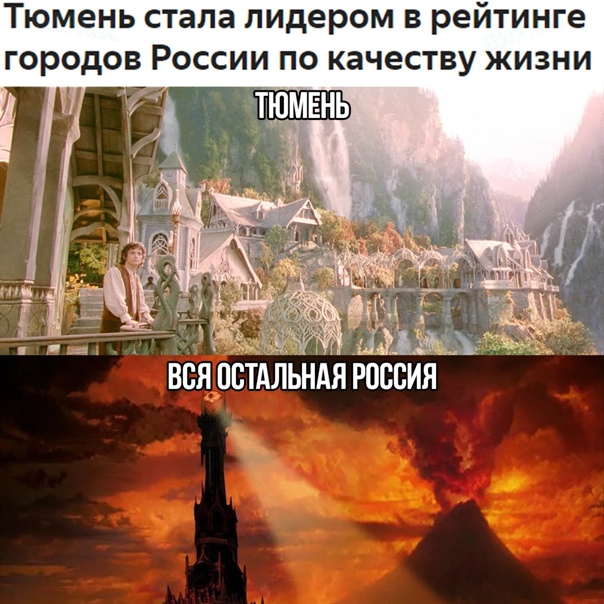 Тюмень стала лидером в рейтинге
городов России по качеству жизни
ТЮМЕНЬ
ВСЯ ОСТАЛЬНАЯ РОССИЯ